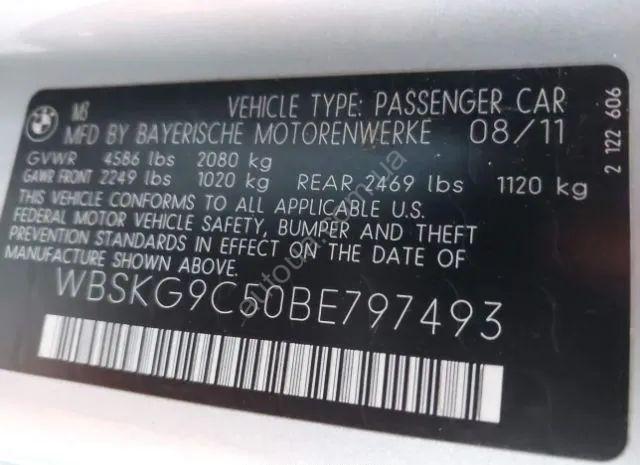 BMW
M3
VEHICLE TYPE: PASSENGER CAR
MFD BY BAYERISCHE MOTORENWERKE 08/11
GVWR 4586 lbs 2080 kg
GAWR FRONT 2249 lbs 1020 kg REAR 2469 lbs 1120 kg
THIS VEHICLE CONFORMS TO ALL APPLICABLE U.S.
FEDERAL MOTOR VEHICLE SAFETY, BUMPER AND THEFT
PREVENTION STANDARDS IN EFFECT ON THE DATE OF
MANUFACTURE SHOWN ABOVE.
WBSKG9C50BE797493
2 122 606